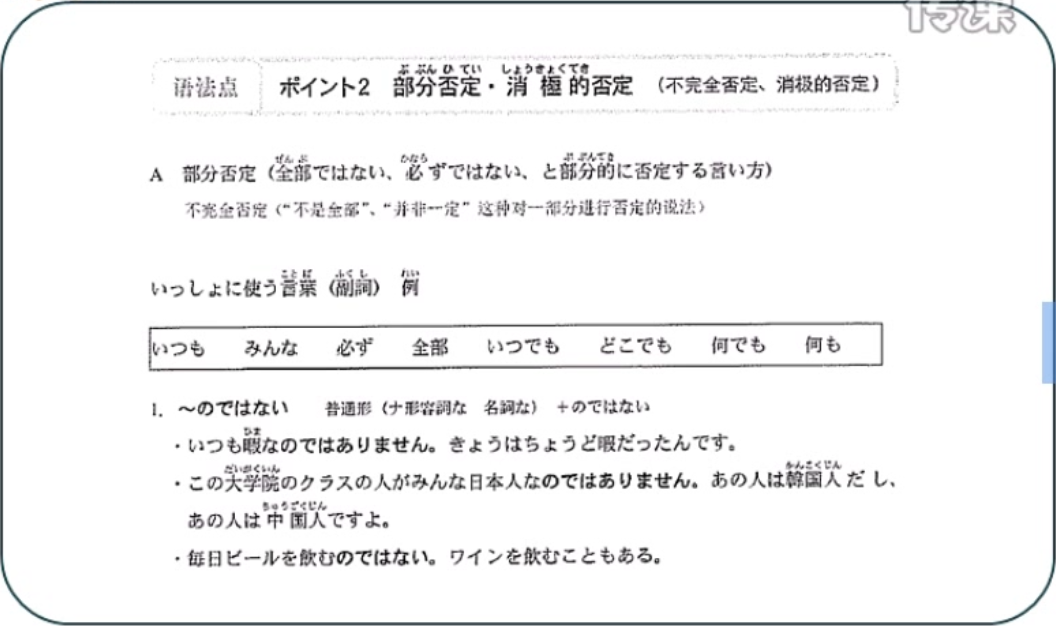 传课
语法点 ポイント2 部分否定・消極的否定 （不完全否定、消极的否定）
A 部分否定（全部ではない、必ずではない、と部分的に否定する言い方）
不完全否定（“不是全部”、“并非一定”这种对一部分进行否定的说法）
いっしょに使う言葉（副詞） 例
いつも みんな 必ず 全部 いつでも どこでも 何でも 何も
1. ～のではない 普通形（ナ形容詞な 名詞な）＋のではない
・いつも暇なのではありません。きょうはちょうど暇だったんです。
・この大学院のクラスの人がみんな日本人なのではありません。あの人は韓国人だし、
あの人は中国人ですよ。
・毎日ビールを飲むのではない。ワインを飲むこともある。